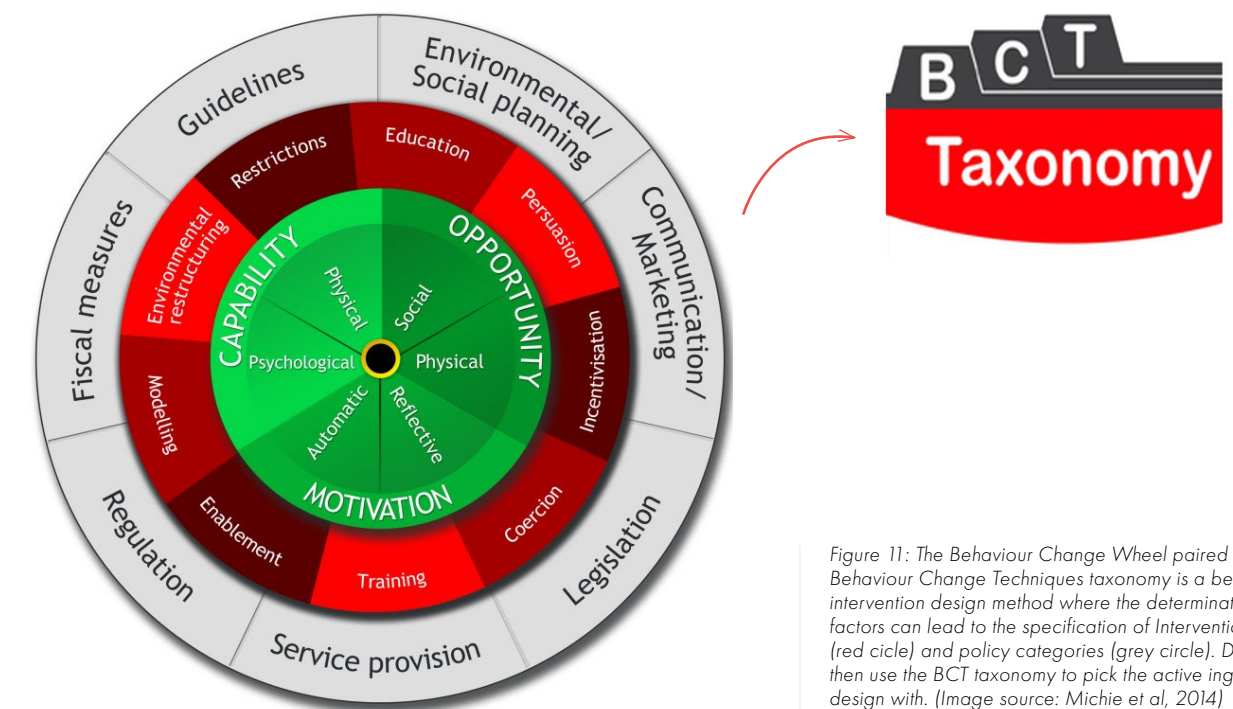 Guidelines
Environmental/
Social planning
Communication/
Marketing
Legislation
Service provision
Regulation
Fiscal measures
Restrictions
Education
Persuasion
Incentivisation
Coercion
Training
Enablement
Modelling
Environmental
restructuring
CAPABILITY
OPPORTUNITY
MOTIVATION
Physical
Social
Physical
Reflective
Automatic
Psychological
B C T
Taxonomy
Figure 11: The Behaviour Change Wheel paired
Behaviour Change Techniques taxonomy is a be
intervention design method where the determinat
factors can lead to the specification of Interventi
(red cicle) and policy categories (grey circle). D
then use the BCT taxonomy to pick the active ing
design with. (Image source: Michie et al, 2014)